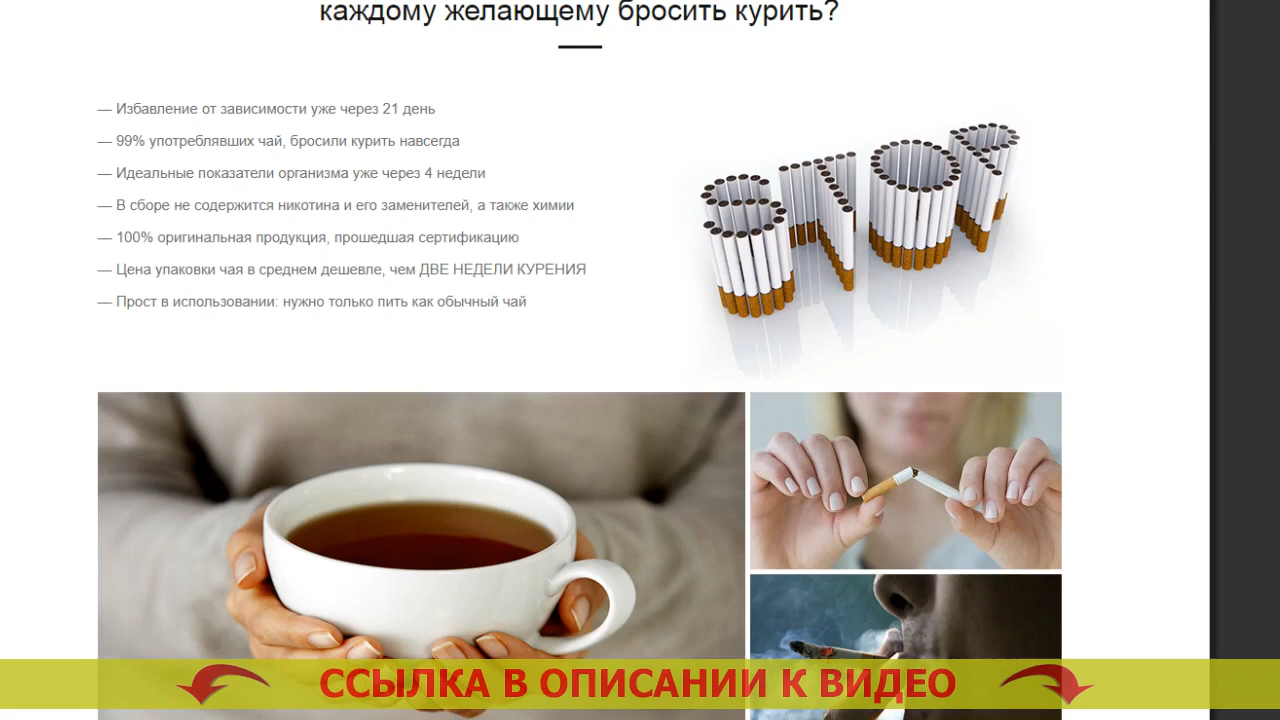 каждому желающему бросить курить?
— Избавление от зависимости уже через 21 день
— 99% употреблявших чай, бросили курить навсегда
— Идеальные показатели организма уже через 4 недели
— В сборе не содержится никотина и его заменителей, а также химии
— 100% оригинальная продукция, прошедшая сертификацию
— Цена упаковки чая в среднем дешевле, чем ДВЕ НЕДЕЛИ КУРЕНИЯ
— Прост в использовании: нужно только пить как обычный чай
STOP
ССЫЛКА В ОПИСАНИИ К ВИДЕО